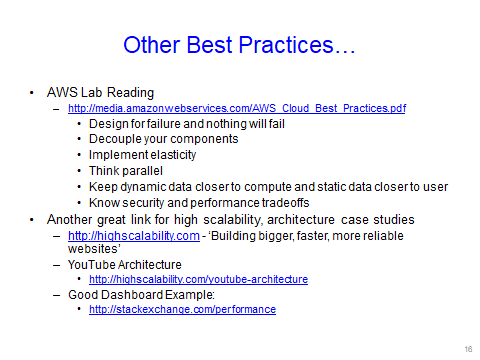 Other Best Practices…
• AWS Lab Reading
– http://media.amazonwebservices.com/AWS_Cloud_Best_Practices.pdf
• Design for failure and nothing will fail
• Decouple your components
• Implement elasticity
• Think parallel
• Keep dynamic data closer to compute and static data closer to user
• Know security and performance tradeoffs
• Another great link for high scalability, architecture case studies
– http://highscalability.com - ‘Building bigger, faster, more reliable
websites’
– YouTube Architecture
• http://highscalability.com/youtube-architecture
– Good Dashboard Example:
• http://stackexchange.com/performance
16